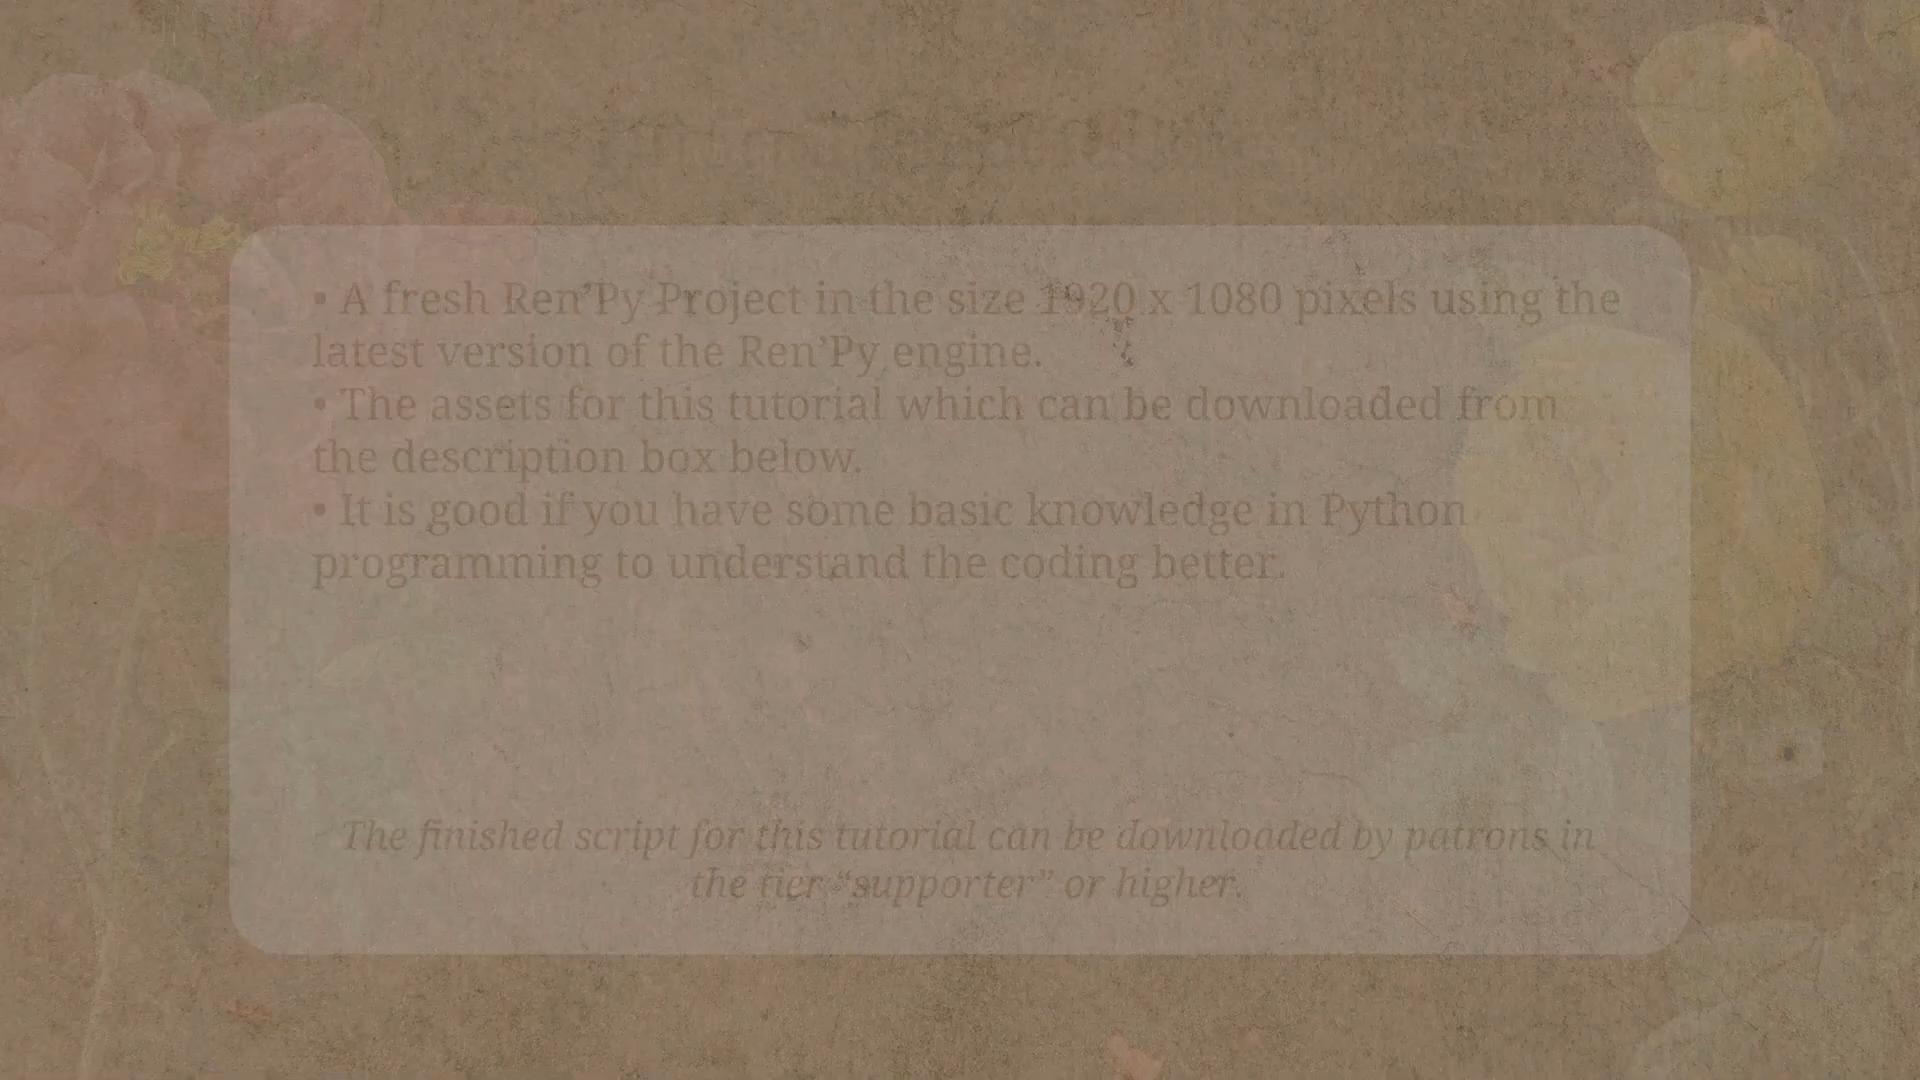 • A fresh Ren’Py Project in the size 1920 x 1080 pixels using the
latest version of the Ren’Py engine.
• The assets for this tutorial which can be downloaded from
the description box below.
• It is good if you have some basic knowledge in Python
programming to understand the coding better.
The finished script for this tutorial can be downloaded by patrons in
the tier “supporter” or higher.